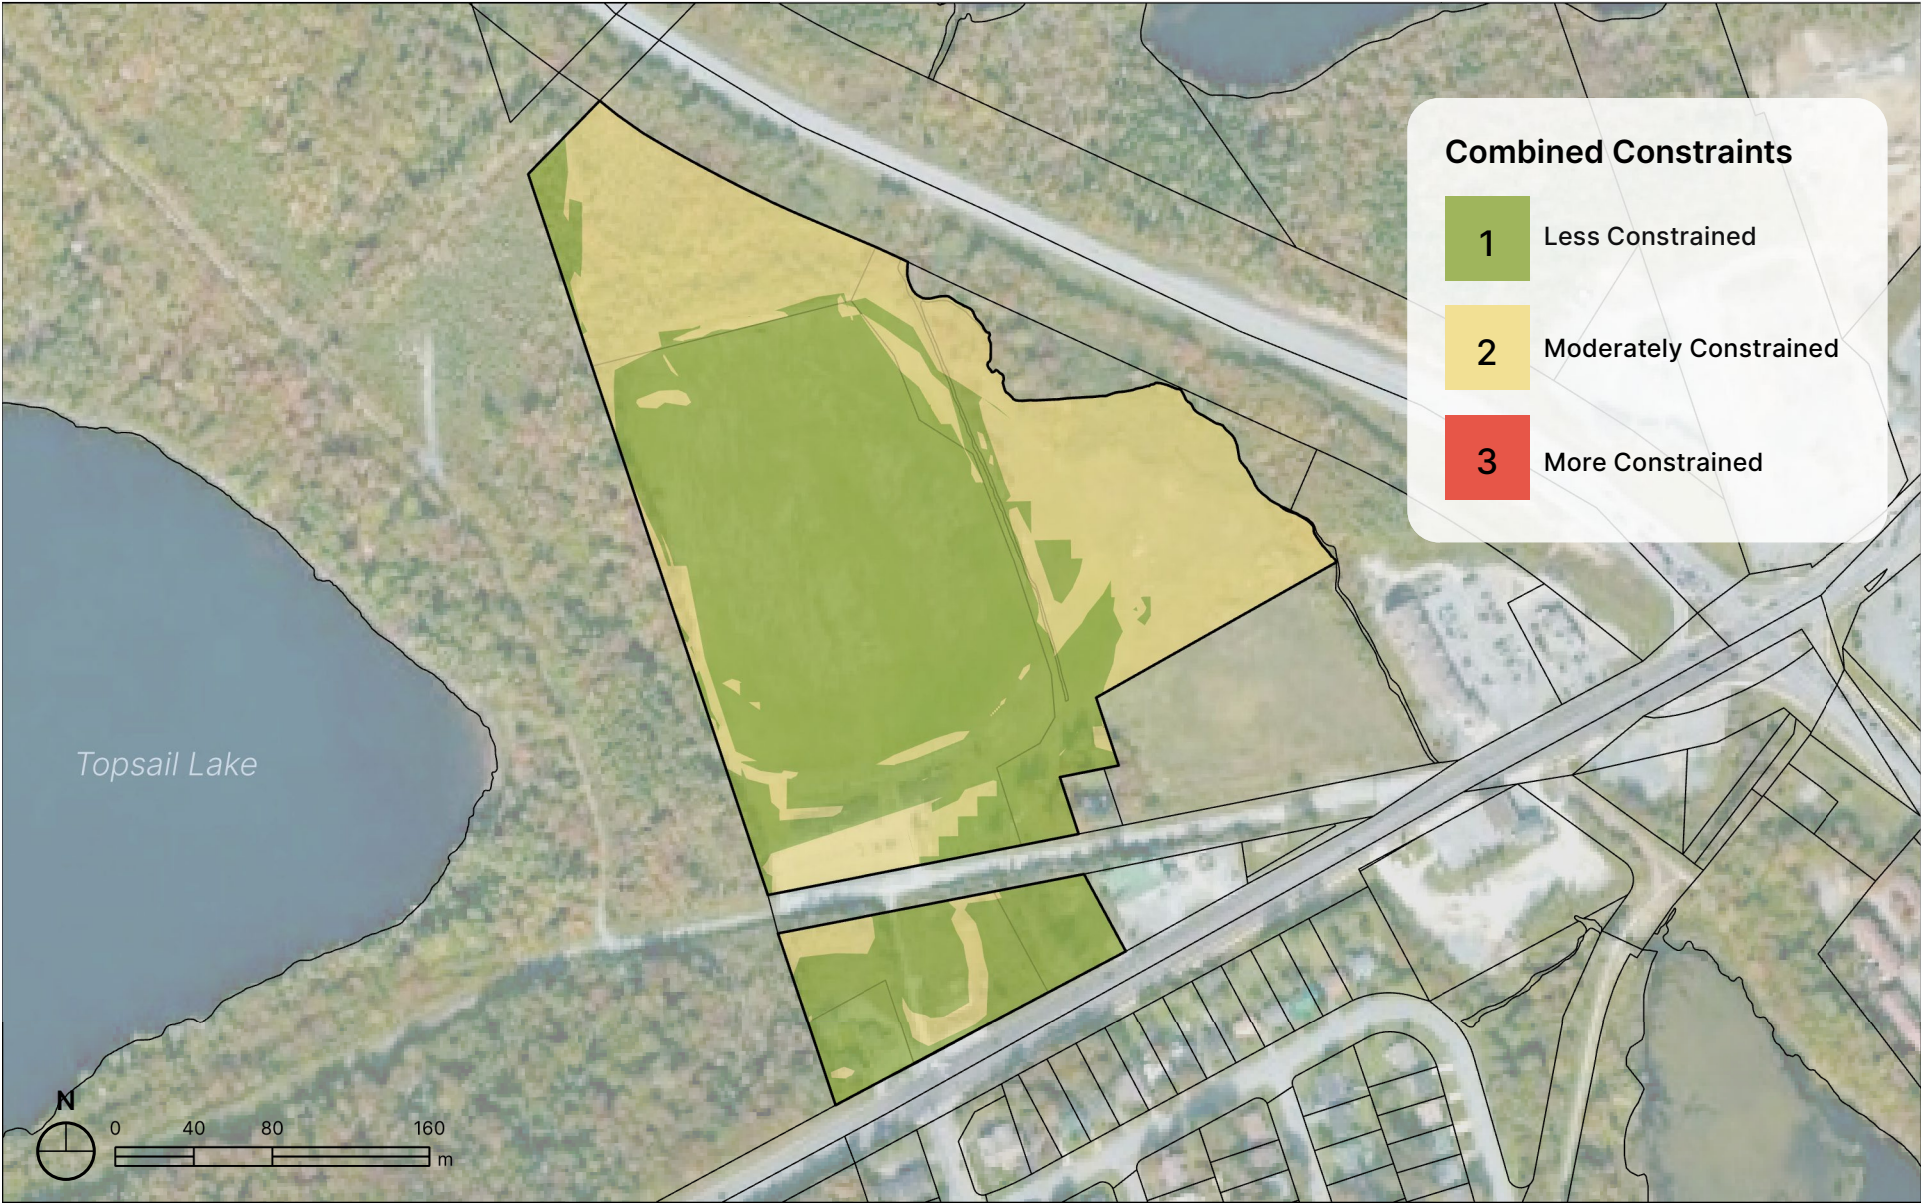 Combined Constraints
1 Less Constrained
2 Moderately Constrained
3 More Constrained
Topsail Lake
N
0 40 80 160
m